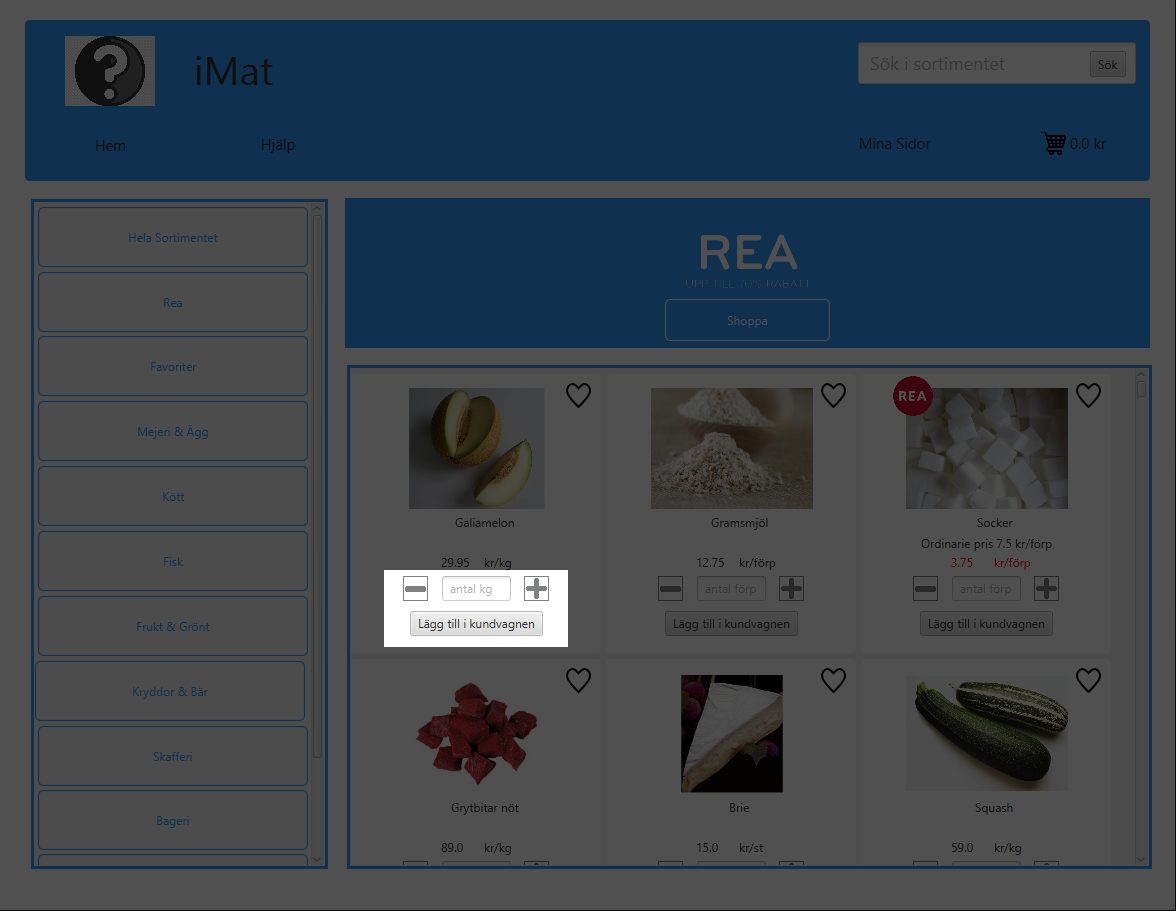 iMat
Sök i sortimentet
Sök
Hem
Hjälp
Mina Sidor
0.0 kr
Hela Sortimentet
Rea
Favoriter
Mejeri & Ägg
Kött
Fisk
Frukt & Grönt
Kryddor & Bär
Skafferi
Bageri
REA
UPP TILL 70% RABATT
Shoppa
Galiamelon
29.95 kr/kg
antal kg
Lägg till i kundvagnen
Gramsmjöl
12.75 kr/förp
antal förp
Lägg till i kundvagnen
REA
Socker
Ordinarie pris 7.5 kr/förp
3.75 kr/förp
antal förp
Lägg till i kundvagnen
Grytbitar nöt
89.0 kr/kg
Brie
15.0 kr/st
Squash
59.0 kr/kg